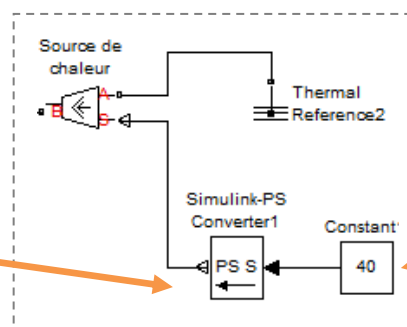 Source de
chaleur
A
B
S
Thermal
Reference2
Simulink-PS
Converter1
PS S
Constant
40